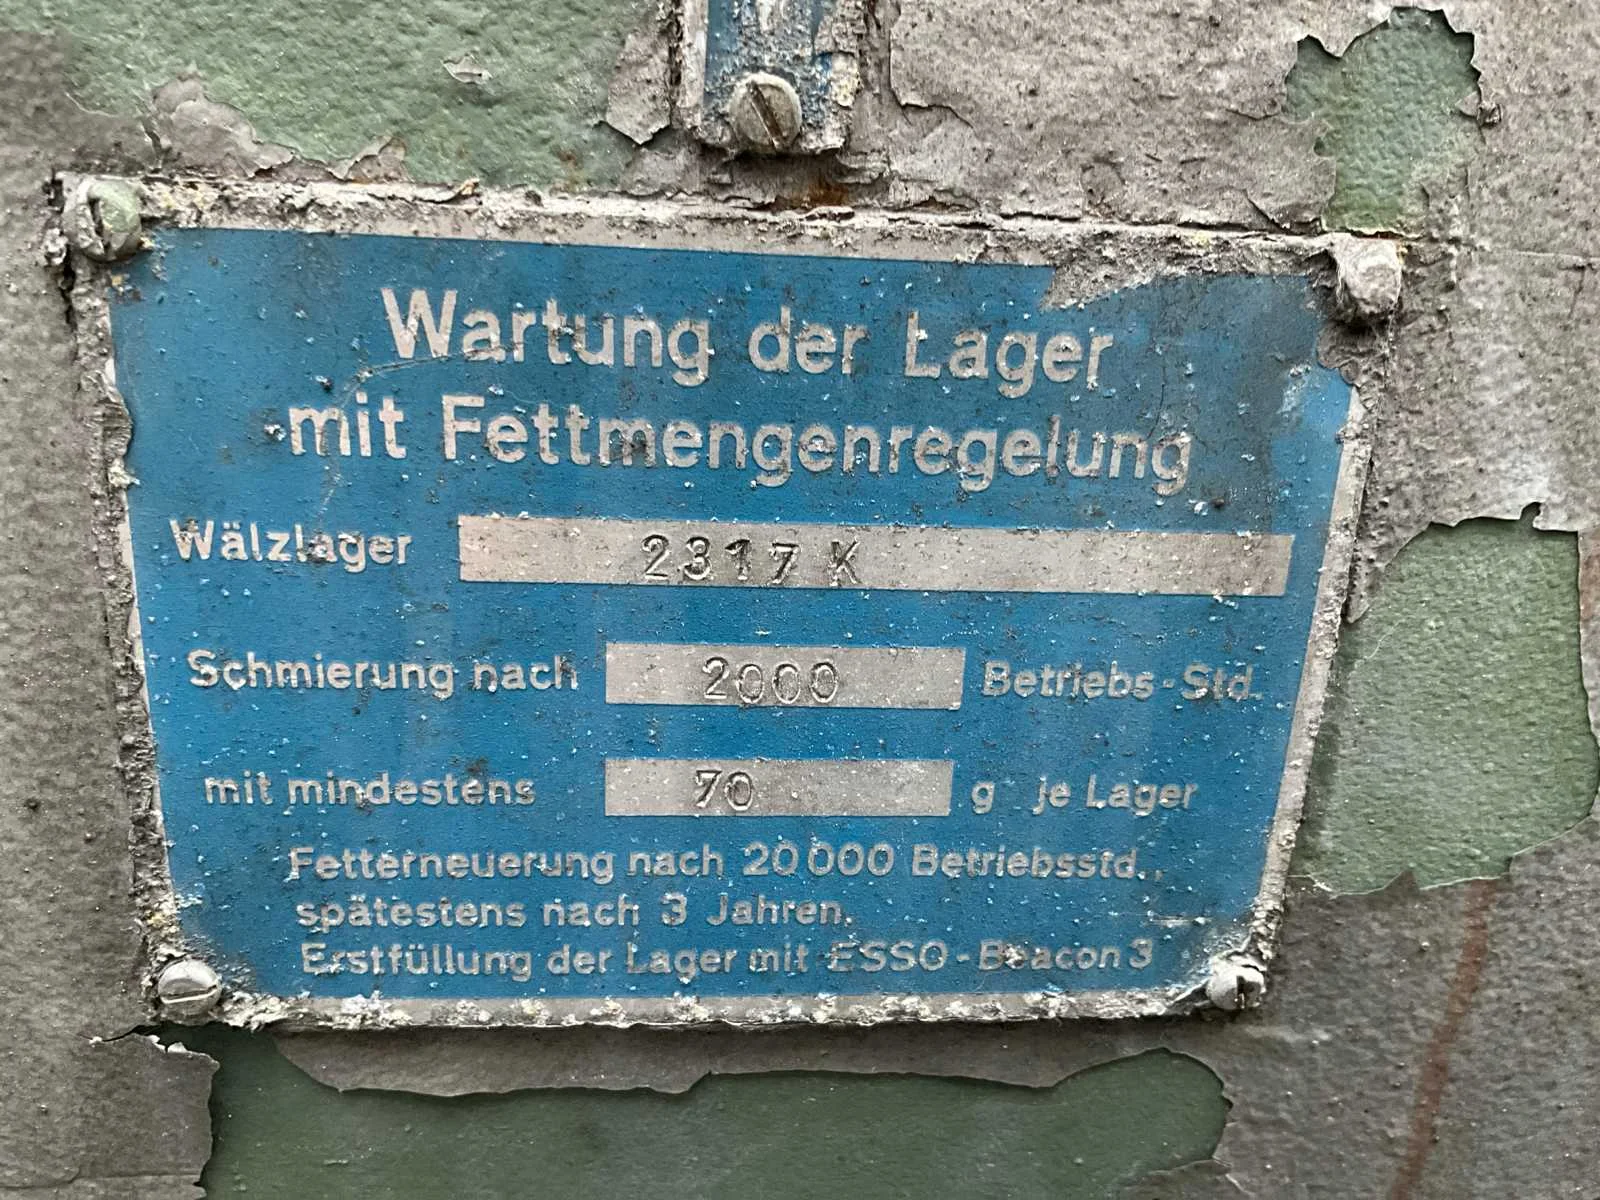 Wartung der Lager
mit Fettmengenregelung
Wälzlager 2317 K
Schmierung nach 2000 Betriebs-Std.
mit mindestens 70 g je Lager
Fetterneuerung nach 20000 Betriebsstd.,
spätestens nach 3 Jahren.
Erstfüllung der Lager mit ESSO-Beacon 3